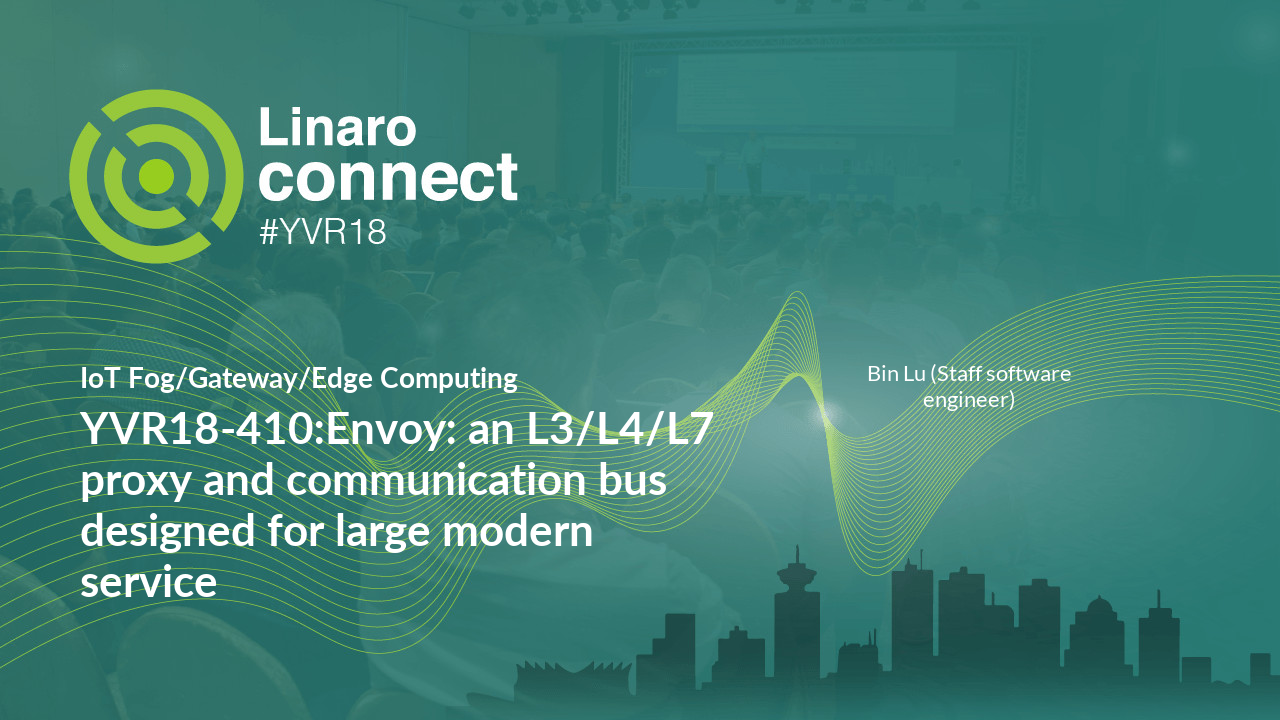 Linaro
connect
#YVR18
IoT Fog/Gateway/Edge Computing
YVR18-410:Envoy: an L3/L4/L7
proxy and communication bus
designed for large modern
service
Bin Lu (Staff software
engineer)